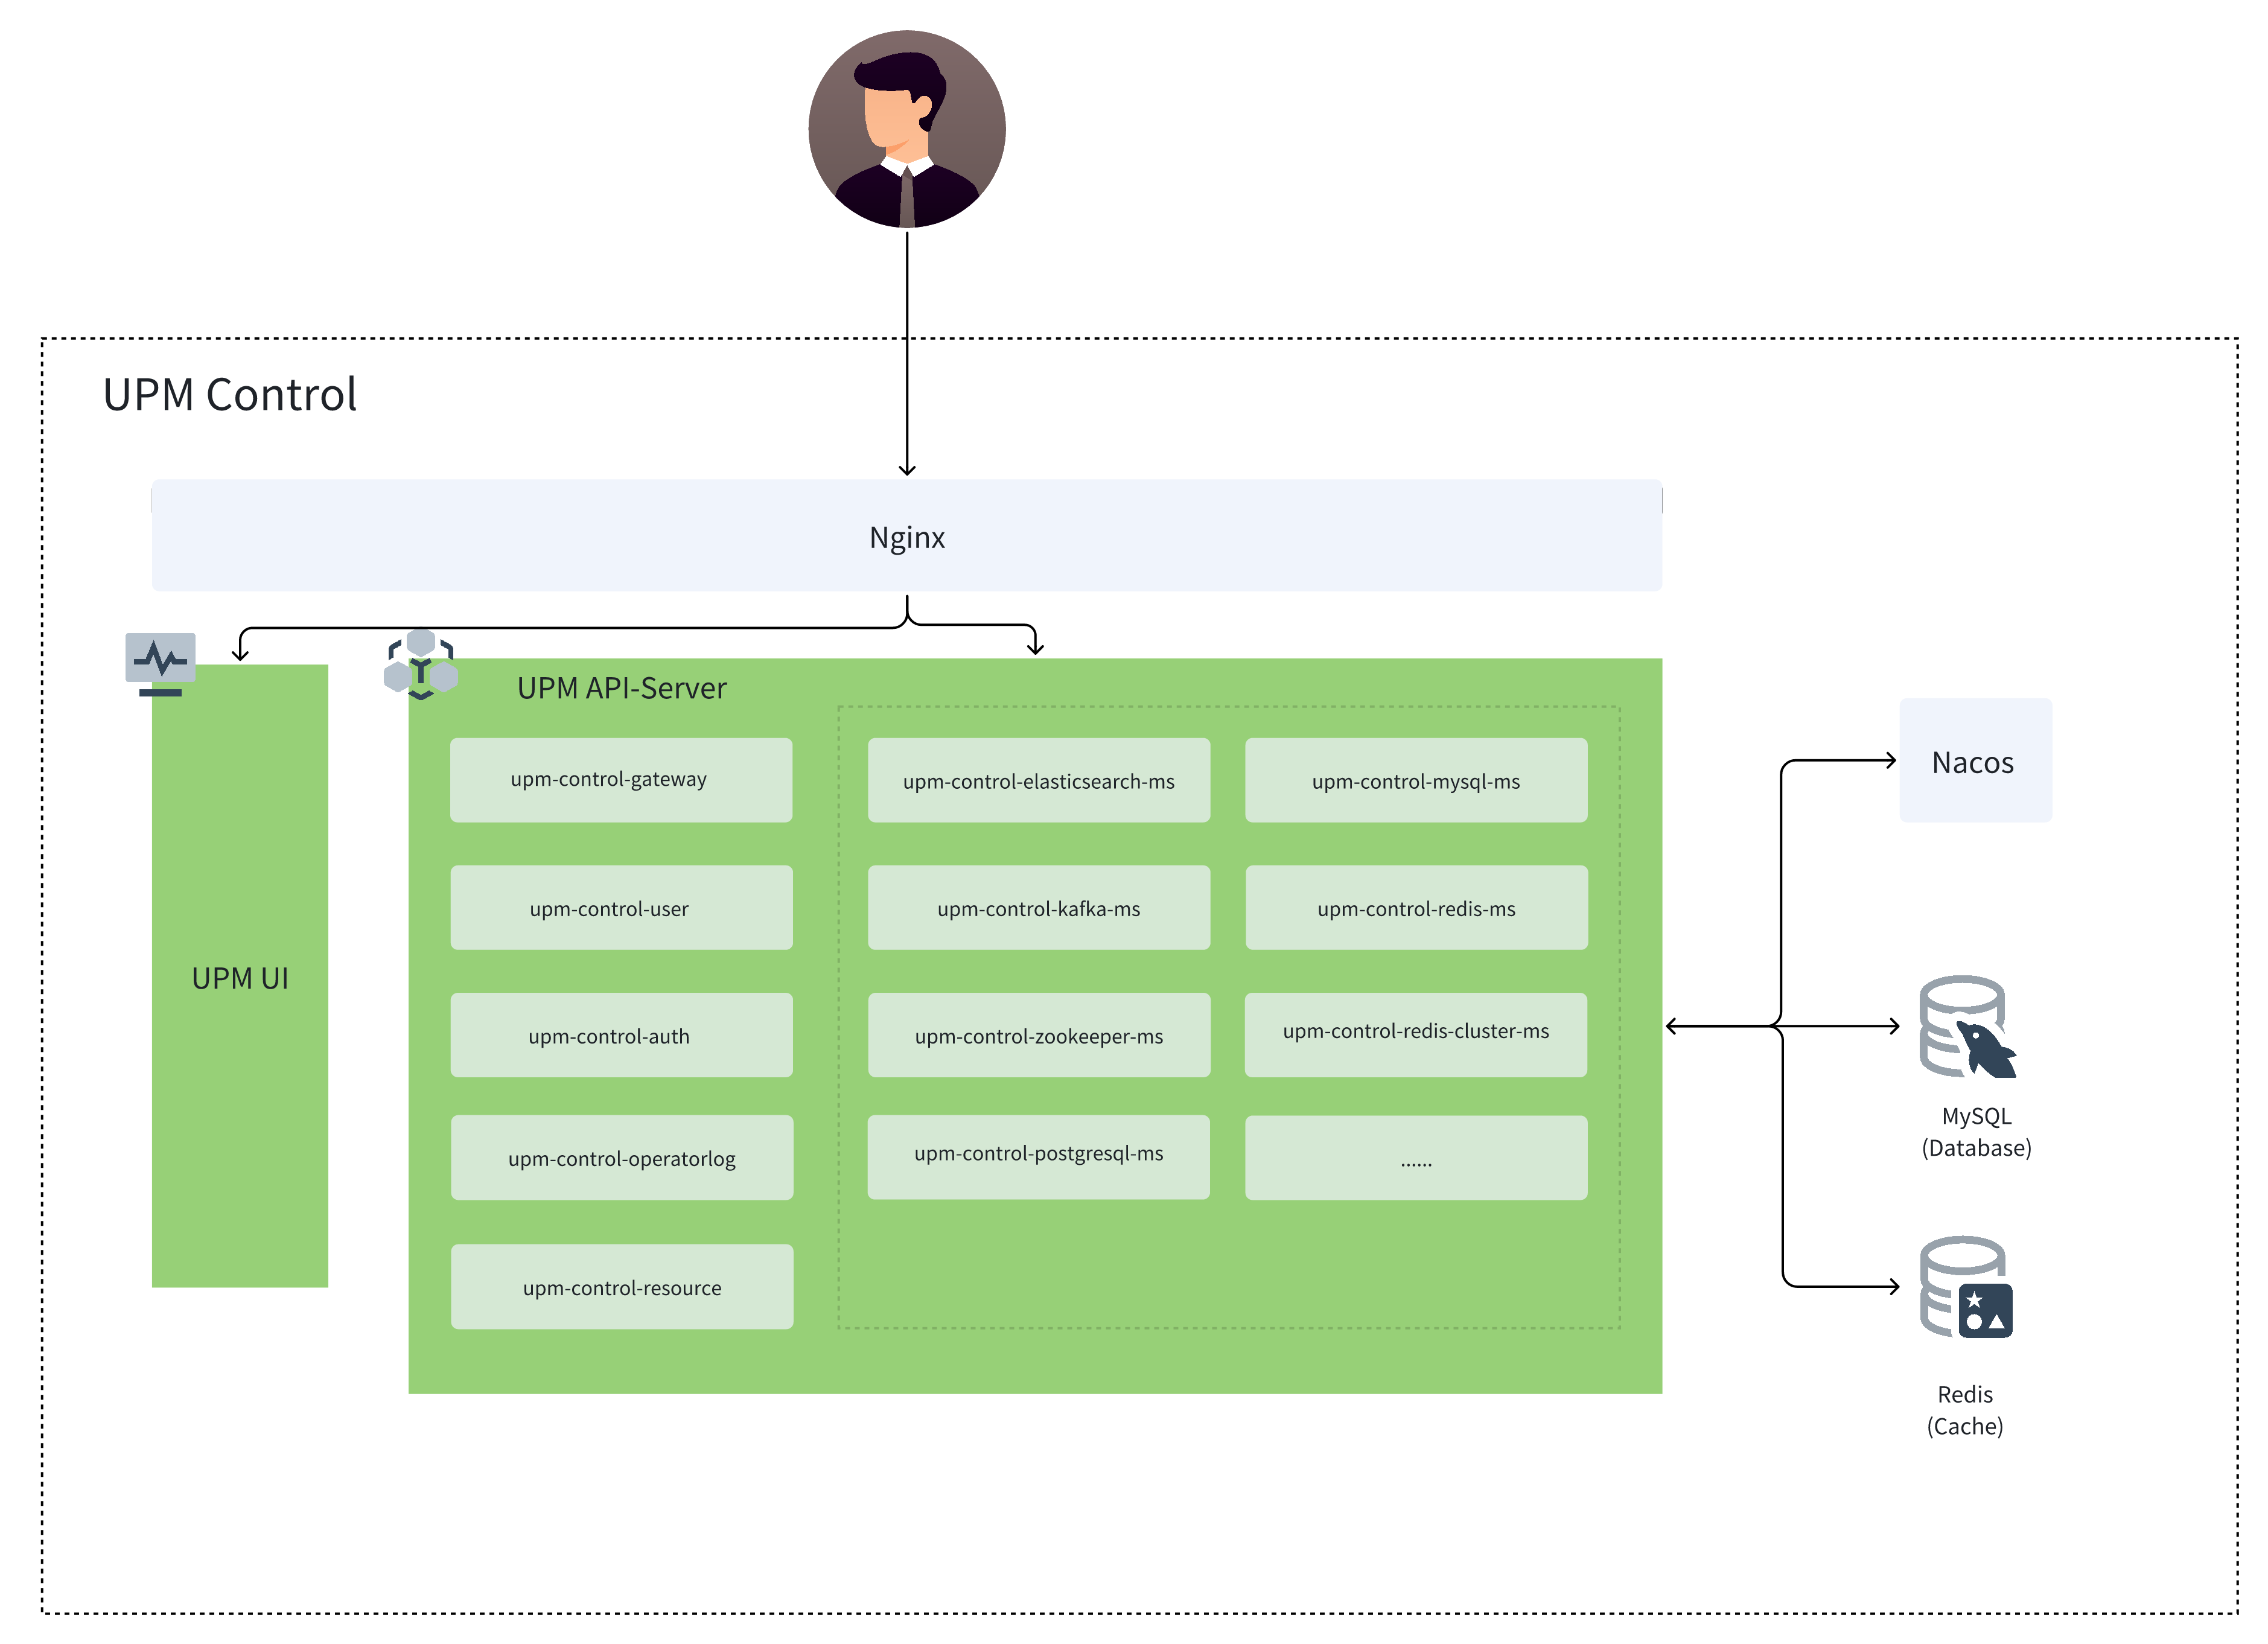 UPM Control
Nginx
UPM UI
UPM API-Server
upm-control-gateway
upm-control-elasticsearch-ms
upm-control-mysql-ms
upm-control-user
upm-control-kafka-ms
upm-control-redis-ms
upm-control-auth
upm-control-zookeeper-ms
upm-control-redis-cluster-ms
upm-control-operatorlog
upm-control-postgresql-ms
......
upm-control-resource
Nacos
MySQL
(Database)
Redis
(Cache)